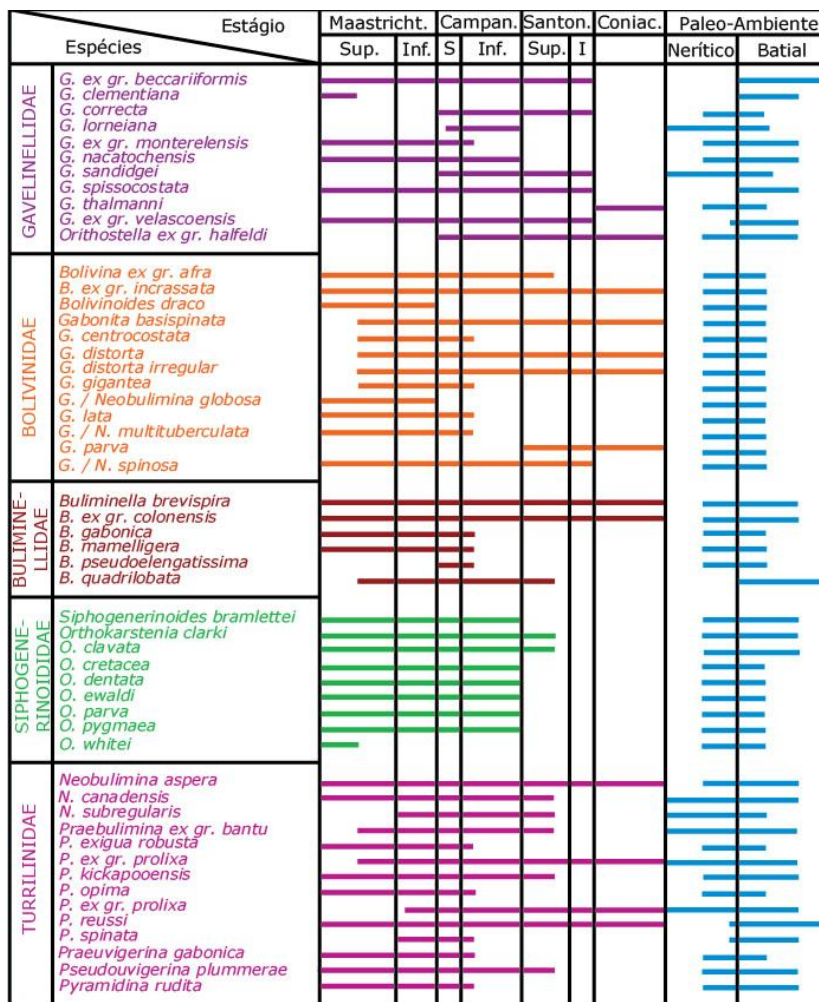 Estágio
Espécies
Maastricht. Campan. Santon. Coniac. Paleo-Ambiente
Sup. Inf. S Inf. Sup. I Nerítico Batial
GAVELINELLIDAE
G. ex gr. beccariiformis
G. clementiana
G. correcta
G. lorneiana
G. ex gr. monterelensis
G. nacatochensis
G. sandidgei
G. spissocostata
G. thalmanni
G. ex gr. velascoensis
Orithostella ex gr. halfeldi
BOLIVINIDAE
Bolivina ex gr. afra
B. ex gr. incrassata
Bolivinoides draco
Gabonita basispinata
G. centrocostata
G. distorta
G. distorta irregular
G. gigantea
G. / Neobulimina globosa
G. lata
G. / N. multituberculata
G. parva
G. / N. spinosa
BULIMINE-
LLIDAE
Buliminella brevispira
B. ex gr. colonensis
B. gabonica
B. mamelligera
B. pseudoelengatissima
B. quadrilobata
SIPHOGENE-
RINOIDIDAE
Siphogenerinoides bramlettei
Orthokarstenia clarki
O. clavata
O. cretacea
O. dentata
O. ewaldi
O. parva
O. pygmaea
O. whitei
TURRILINIDAE
Neobulimina aspera
N. canadensis
N. subregularis
Praebulimina ex gr. bantu
P. exigua robusta
P. ex gr. prolixa
P. kickapooensis
P. opima
P. ex gr. prolixa
P. reussi
P. spinata
Praeuvigerina gabonica
Pseudouvigerina plummerae
Pyramidina rudita